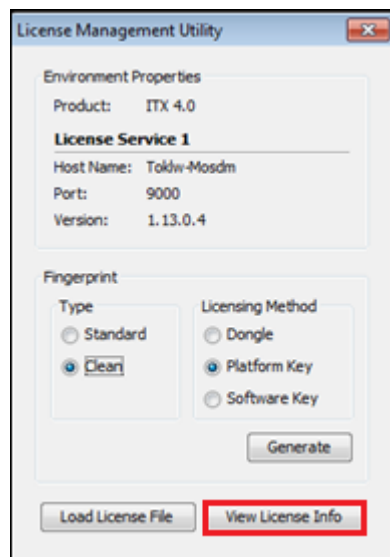 License Management Utility
Environment Properties
Product: ITX 4.0
License Service 1
Host Name: Toklw-Mosdm
Port: 9000
Version: 1.13.0.4
Fingerprint
Type
Licensing Method
Standard
Dongle
Clean
Platform Key
Software Key
Generate
Load License File
View License Info